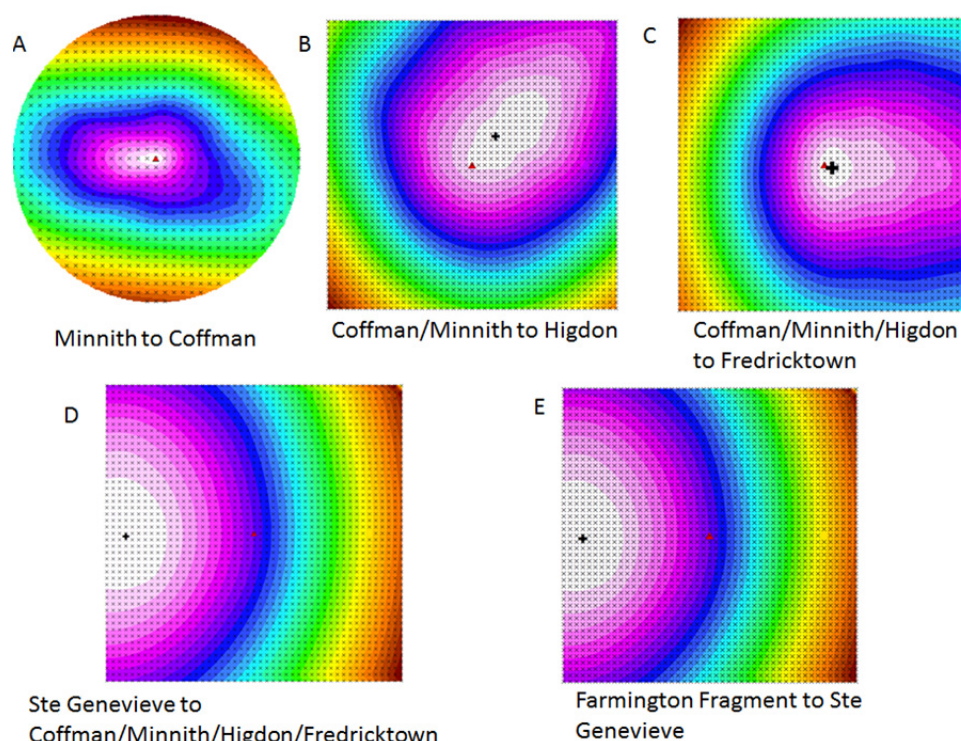 A
B
C
Minnith to Coffman
Coffman/Minnith to Higdon
Coffman/Minnith/Higdon
to Fredricktown
D
E
Ste Genevieve to
Coffman/Minnith/Higdon/Fredricktown
Farmington Fragment to Ste
Genevieve